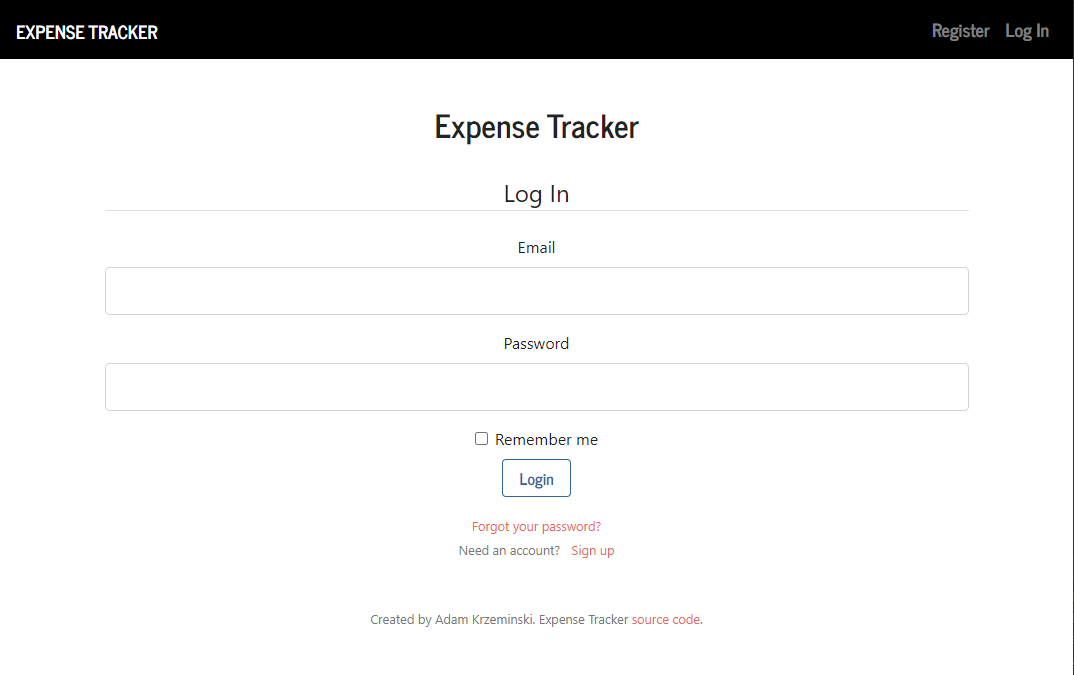 EXPENSE TRACKER
Register Log In
Expense Tracker
Log In
Email
Password
Remember me
Login
Forgot your password?
Need an account? Sign up
Created by Adam Krzeminski. Expense Tracker source code.